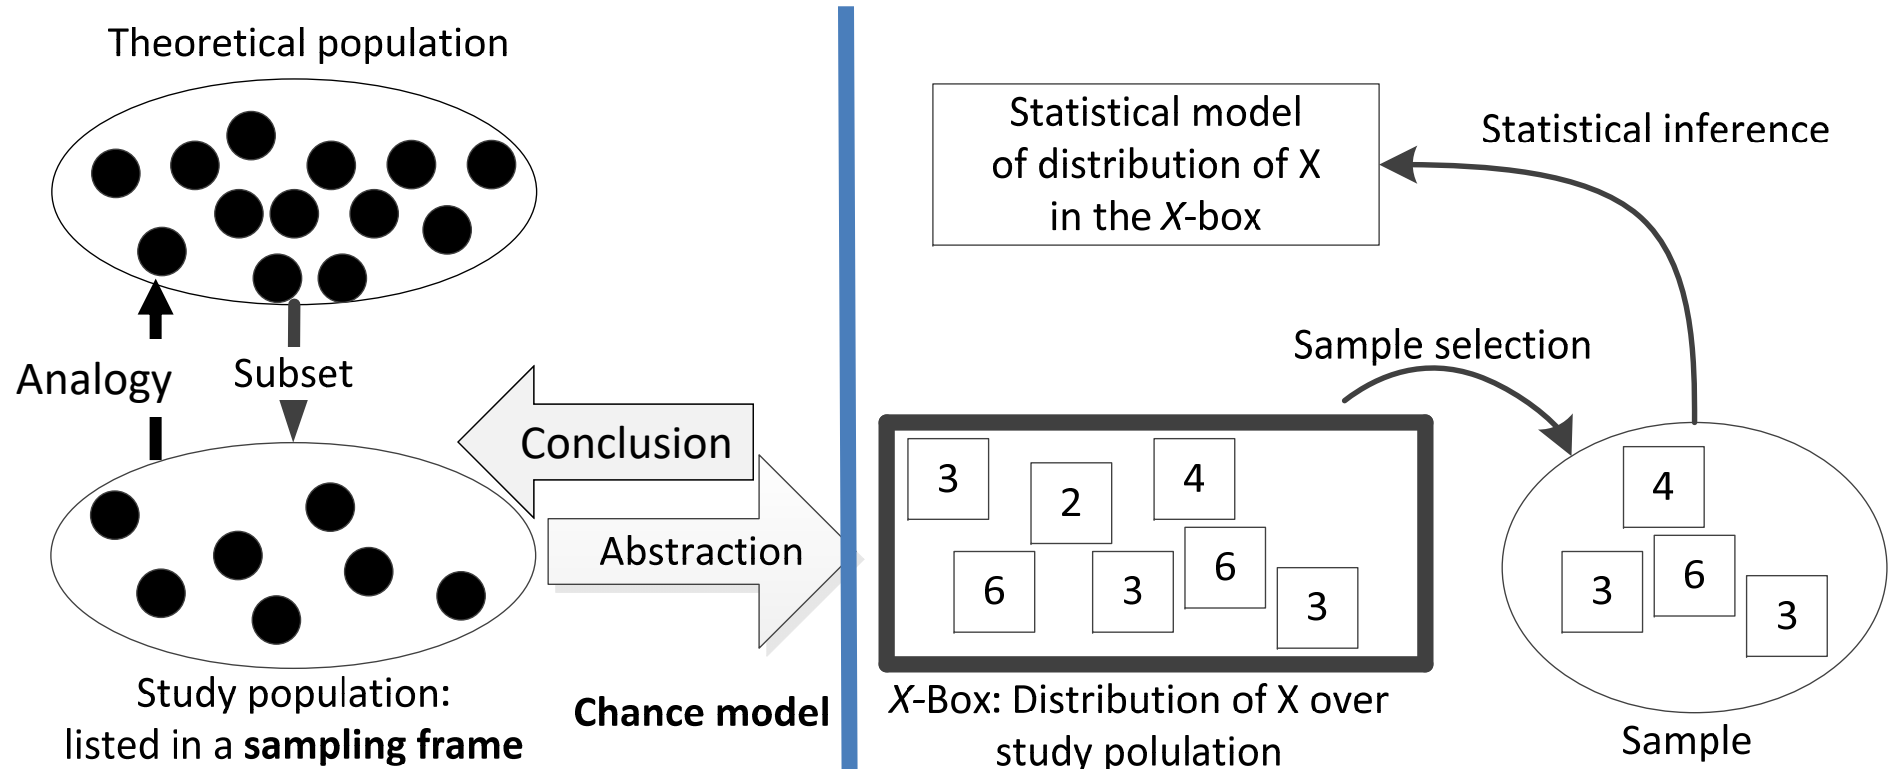 Theoretical population
Analogy
Subset
Conclusion
Abstraction
Study population:
listed in a sampling frame
Chance model
Statistical model
of distribution of X
in the X-box
Statistical inference
Sample selection
3
2
4
6
3
6
3
X-Box: Distribution of X over
study polulation
4
3
6
3
Sample